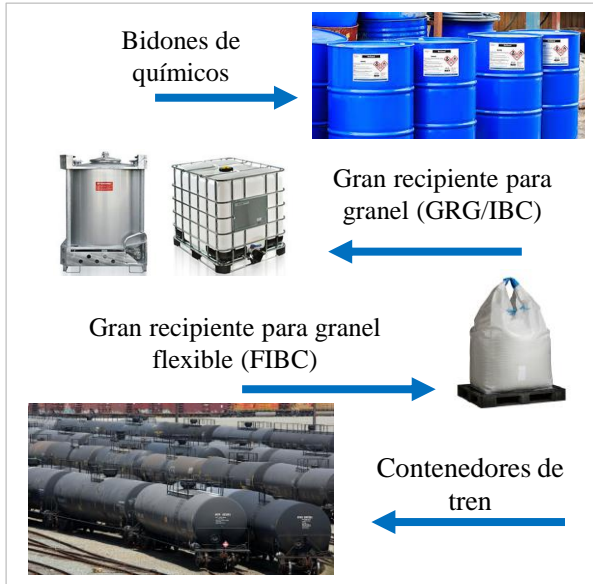 Bidones de
químicos
Gran recipiente para
granel (GRG/IBC)
Gran recipiente para granel
flexible (FIBC)
Contenedores de
tren